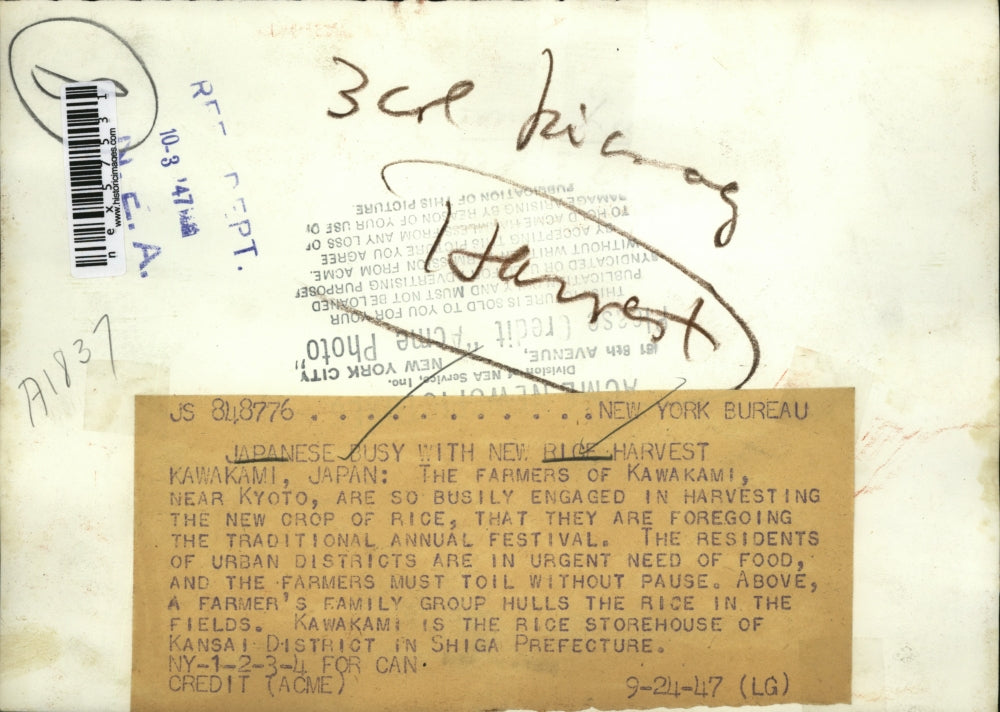 3 col
Harvest
REF DEPT.
10-3 '47
N.E.A.
nex57531
www.historicimages.com
A1837
ACME NEWS
Division of NEA Service, Inc.
461 8th AVENUE, NEW YORK CITY
Please Credit "Acme Photo"
THIS PICTURE IS SOLD TO YOU FOR YOUR
PUBLICATION ONLY AND MUST NOT BE LOANED
SYNDICATED OR USED FOR ADVERTISING PURPOSES
WITHOUT WRITTEN PERMISSION FROM ACME.
BY ACCEPTING THIS PICTURE YOU AGREE
TO HOLD ACME HARMLESS FROM ANY LOSS OR
DAMAGE ARISING BY REASON OF YOUR USE OR
PUBLICATION OF THIS PICTURE.
JS 848776 . . . . . . . . . . . . .NEW YORK BUREAU
JAPANESE BUSY WITH NEW RICE HARVEST
KAWAKAMI, JAPAN: THE FARMERS OF KAWAKAMI,
NEAR KYOTO, ARE SO BUSILY ENGAGED IN HARVESTING
THE NEW CROP OF RICE, THAT THEY ARE FOREGOING
THE TRADITIONAL ANNUAL FESTIVAL. THE RESIDENTS
OF URBAN DISTRICTS ARE IN URGENT NEED OF FOOD,
AND THE FARMERS MUST TOIL WITHOUT PAUSE. ABOVE,
A FARMER'S FAMILY GROUP HULLS THE RICE IN THE
FIELDS. KAWAKAMI IS THE RICE STOREHOUSE OF
KANSAI DISTRICT IN SHIGA PREFECTURE.
NY-1-2-3-4 FOR CAN
CREDIT (ACME) 9-24-47 (LG)